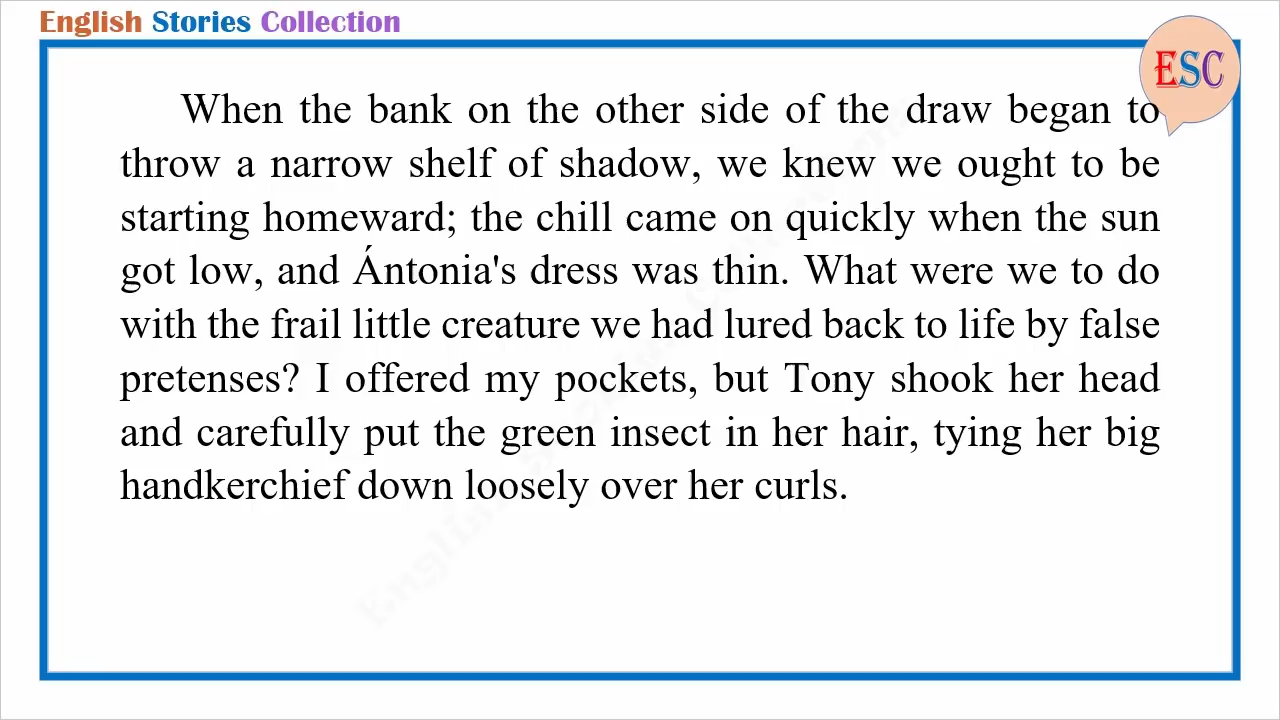 English Stories Collection
ESC
When the bank on the other side of the draw began to
throw a narrow shelf of shadow, we knew we ought to be
starting homeward; the chill came on quickly when the sun
got low, and Ántonia's dress was thin. What were we to do
with the frail little creature we had lured back to life by false
pretenses? I offered my pockets, but Tony shook her head
and carefully put the green insect in her hair, tying her big
handkerchief down loosely over her curls.
English Stories Collection